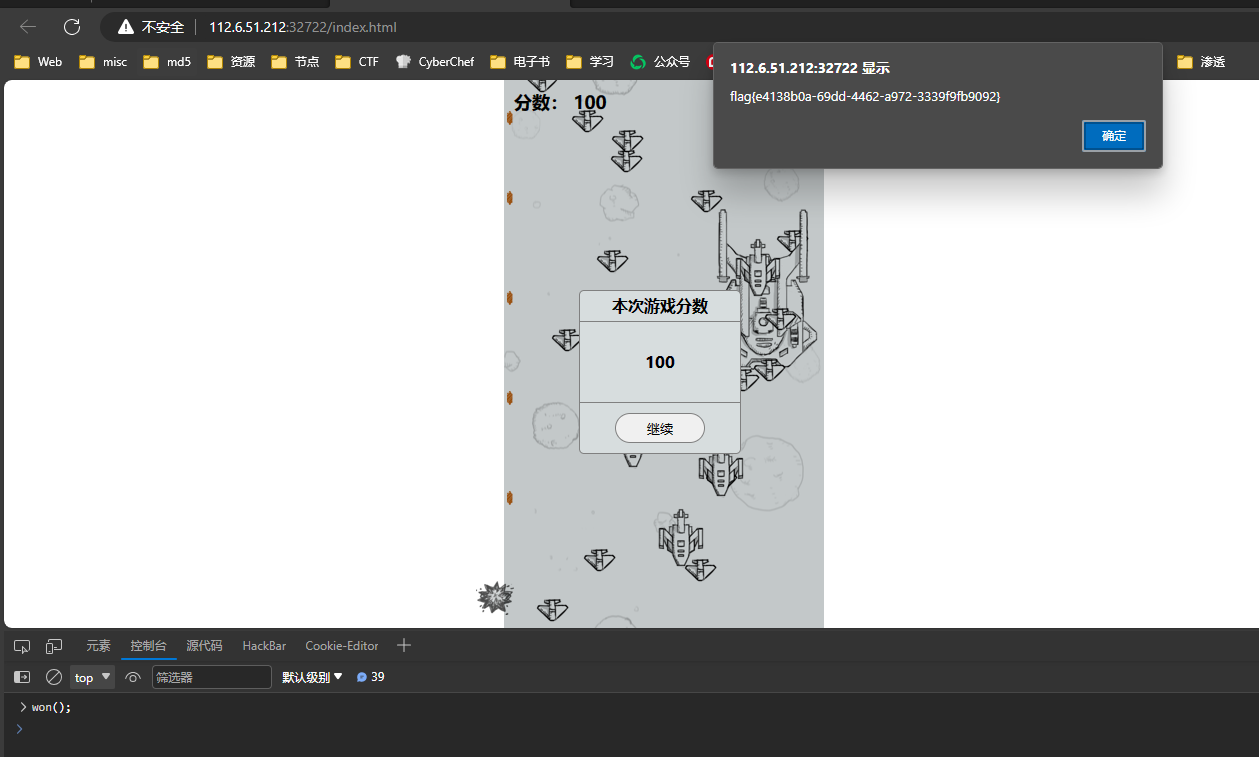 不安全 112.6.51.212:32722/index.html
Web misc md5 资源 节点 CTF CyberChef 电子书 学习 公众号 渗透
112.6.51.212:32722 显示
flag{e4138b0a-69dd-4462-a972-3339f9fb9092}
确定
分数： 100
本次游戏分数
100
继续
元素 控制台 源代码 HackBar Cookie-Editor
top 筛选器 默认级别 39
won();